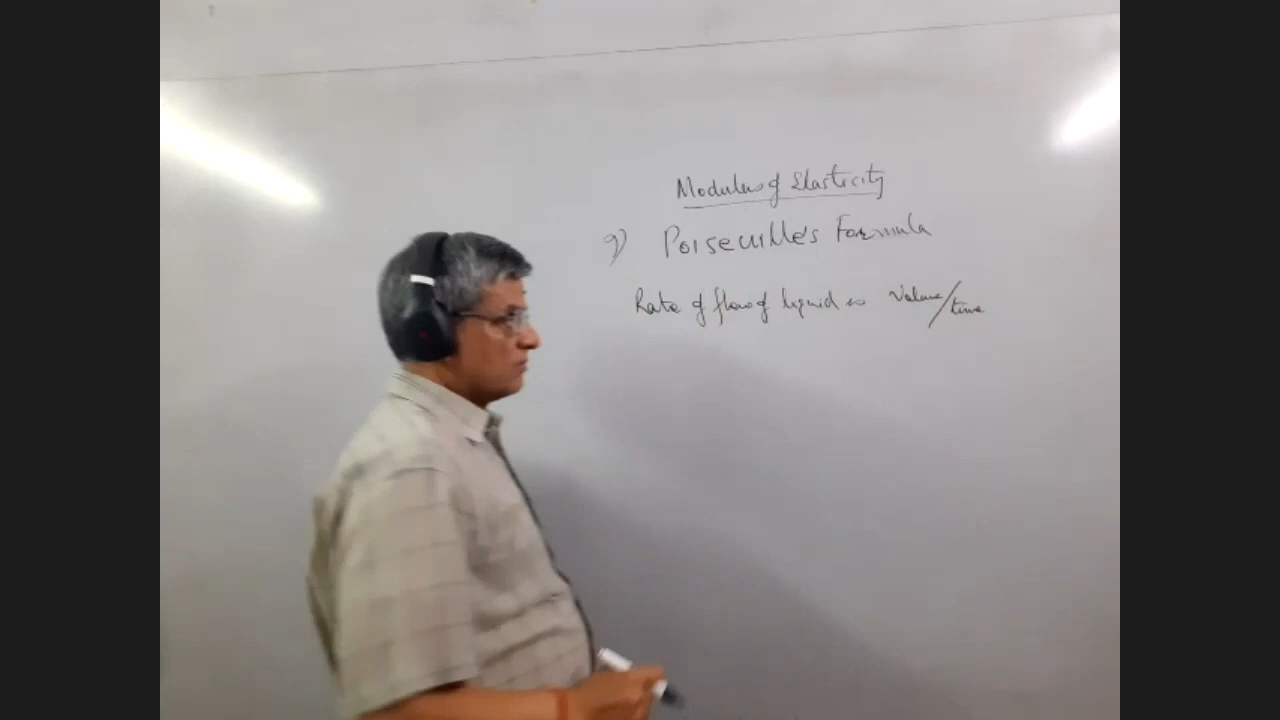 Modulus of Elasticity
9) Poiseuille's Formula
Rate of flow of liquid is Volume/time